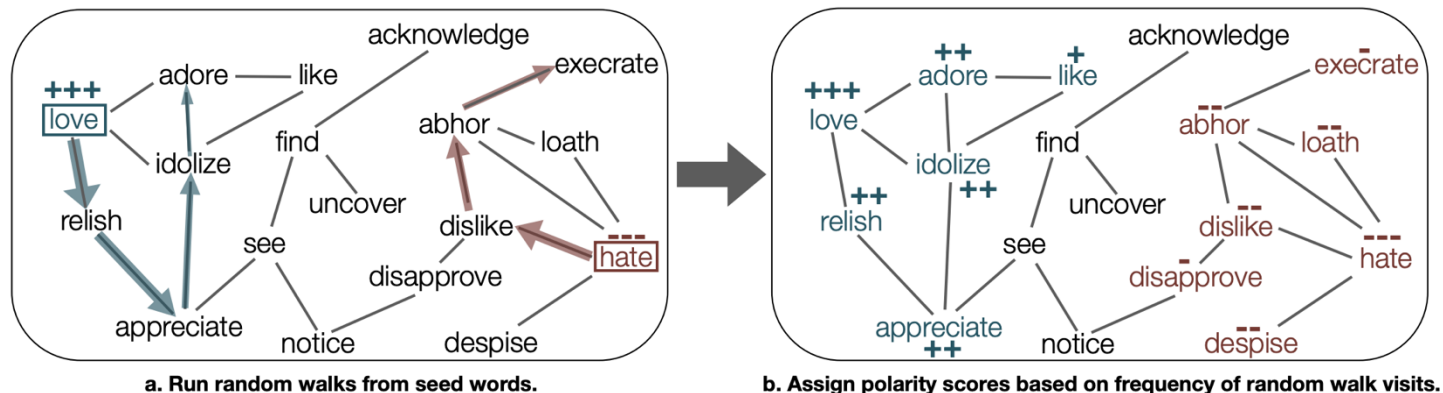 acknowledge
adore
like
execrate
+++
love
abhor
find
loath
idolize
uncover
relish
dislike
see
---
hate
disapprove
appreciate
notice
despise
a. Run random walks from seed words.
acknowledge
++
adore
+
like
-
execrate
+++
love
--
abhor
find
--
loath
idolize
++
uncover
++
relish
--
dislike
see
---
hate
-
disapprove
appreciate
++
notice
--
despise
b. Assign polarity scores based on frequency of random walk visits.